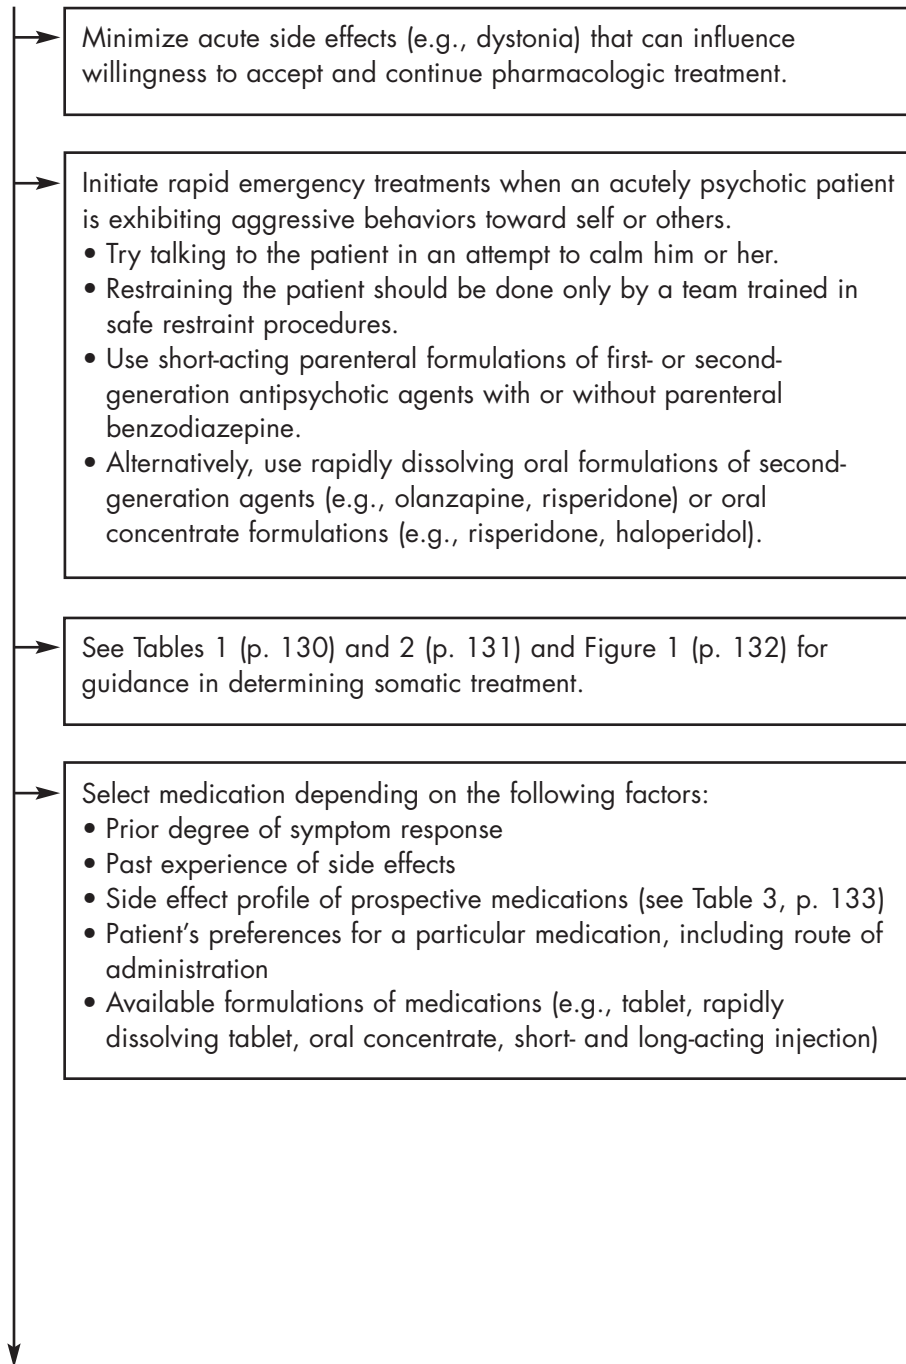 Minimize acute side effects (e.g., dystonia) that can influence
willingness to accept and continue pharmacologic treatment.
Initiate rapid emergency treatments when an acutely psychotic patient
is exhibiting aggressive behaviors toward self or others.
• Try talking to the patient in an attempt to calm him or her.
• Restraining the patient should be done only by a team trained in
safe restraint procedures.
• Use short-acting parenteral formulations of first- or second-
generation antipsychotic agents with or without parenteral
benzodiazepine.
• Alternatively, use rapidly dissolving oral formulations of second-
generation agents (e.g., olanzapine, risperidone) or oral
concentrate formulations (e.g., risperidone, haloperidol).
See Tables 1 (p. 130) and 2 (p. 131) and Figure 1 (p. 132) for
guidance in determining somatic treatment.
Select medication depending on the following factors:
• Prior degree of symptom response
• Past experience of side effects
• Side effect profile of prospective medications (see Table 3, p. 133)
• Patient's preferences for a particular medication, including route of
administration
• Available formulations of medications (e.g., tablet, rapidly
dissolving tablet, oral concentrate, short- and long-acting injection)